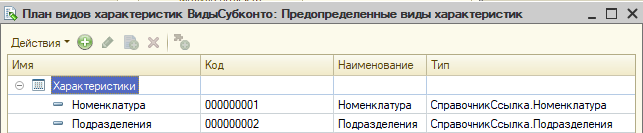 План видов характеристик ВидыСубконто: Предопределенные виды характеристик
Действия
Имя Код Наименование Тип
Характеристики
Номенклатура 000000001 Номенклатура СправочникСсылка.Номенклатура
Подразделения 000000002 Подразделения СправочникСсылка.Подразделения